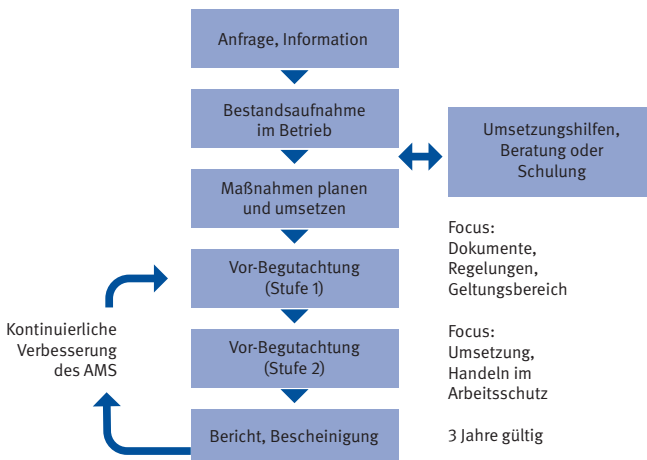 Anfrage, Information
Bestandsaufnahme
im Betrieb
Umsetzungshilfen,
Beratung oder
Schulung
Maßnahmen planen
und umsetzen
Vor-Begutachtung
(Stufe 1)
Focus:
Dokumente,
Regelungen,
Geltungsbereich
Kontinuierliche
Verbesserung
des AMS
Vor-Begutachtung
(Stufe 2)
Focus:
Umsetzung,
Handeln im
Arbeitsschutz
Bericht, Bescheinigung
3 Jahre gültig